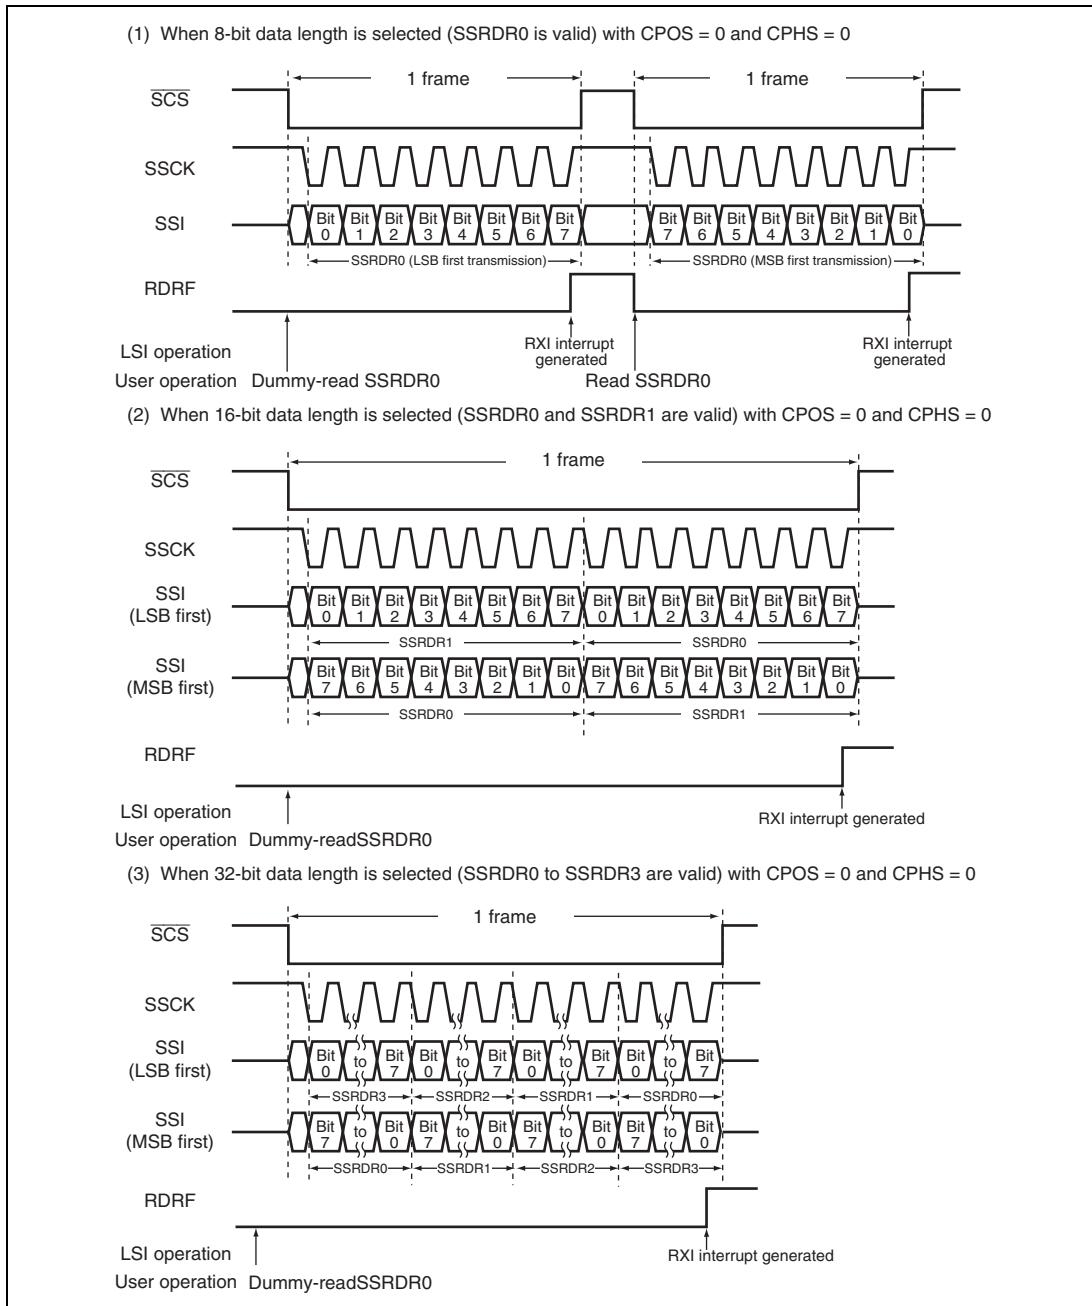 (1) When 8-bit data length is selected (SSRDR0 is valid) with CPOS = 0 and CPHS = 0
1 frame 1 frame
SCS
SSCK
SSI Bit 0 Bit 1 Bit 2 Bit 3 Bit 4 Bit 5 Bit 6 Bit 7 Bit 7 Bit 6 Bit 5 Bit 4 Bit 3 Bit 2 Bit 1 Bit 0
SSRDR0 (LSB first transmission) SSRDR0 (MSB first transmission)
RDRF
LSI operation RXI interrupt generated RXI interrupt generated
User operation Dummy-read SSRDR0 Read SSRDR0
(2) When 16-bit data length is selected (SSRDR0 and SSRDR1 are valid) with CPOS = 0 and CPHS = 0
1 frame
SCS
SSCK
SSI (LSB first) Bit 0 Bit 1 Bit 2 Bit 3 Bit 4 Bit 5 Bit 6 Bit 7 Bit 0 Bit 1 Bit 2 Bit 3 Bit 4 Bit 5 Bit 6 Bit 7
SSRDR1 SSRDR0
SSI (MSB first) Bit 7 Bit 6 Bit 5 Bit 4 Bit 3 Bit 2 Bit 1 Bit 0 Bit 7 Bit 6 Bit 5 Bit 4 Bit 3 Bit 2 Bit 1 Bit 0
SSRDR0 SSRDR1
RDRF
LSI operation RXI interrupt generated
User operation Dummy-readSSRDR0
(3) When 32-bit data length is selected (SSRDR0 to SSRDR3 are valid) with CPOS = 0 and CPHS = 0
1 frame
SCS
SSCK
SSI (LSB first) Bit 0 to Bit 7 Bit 0 to Bit 7 Bit 0 to Bit 7 Bit 0 to Bit 7
SSRDR3 SSRDR2 SSRDR1 SSRDR0
SSI (MSB first) Bit 7 to Bit 0 Bit 7 to Bit 0 Bit 7 to Bit 0 Bit 7 to Bit 0
SSRDR0 SSRDR1 SSRDR2 SSRDR3
RDRF
LSI operation RXI interrupt generated
User operation Dummy-readSSRDR0